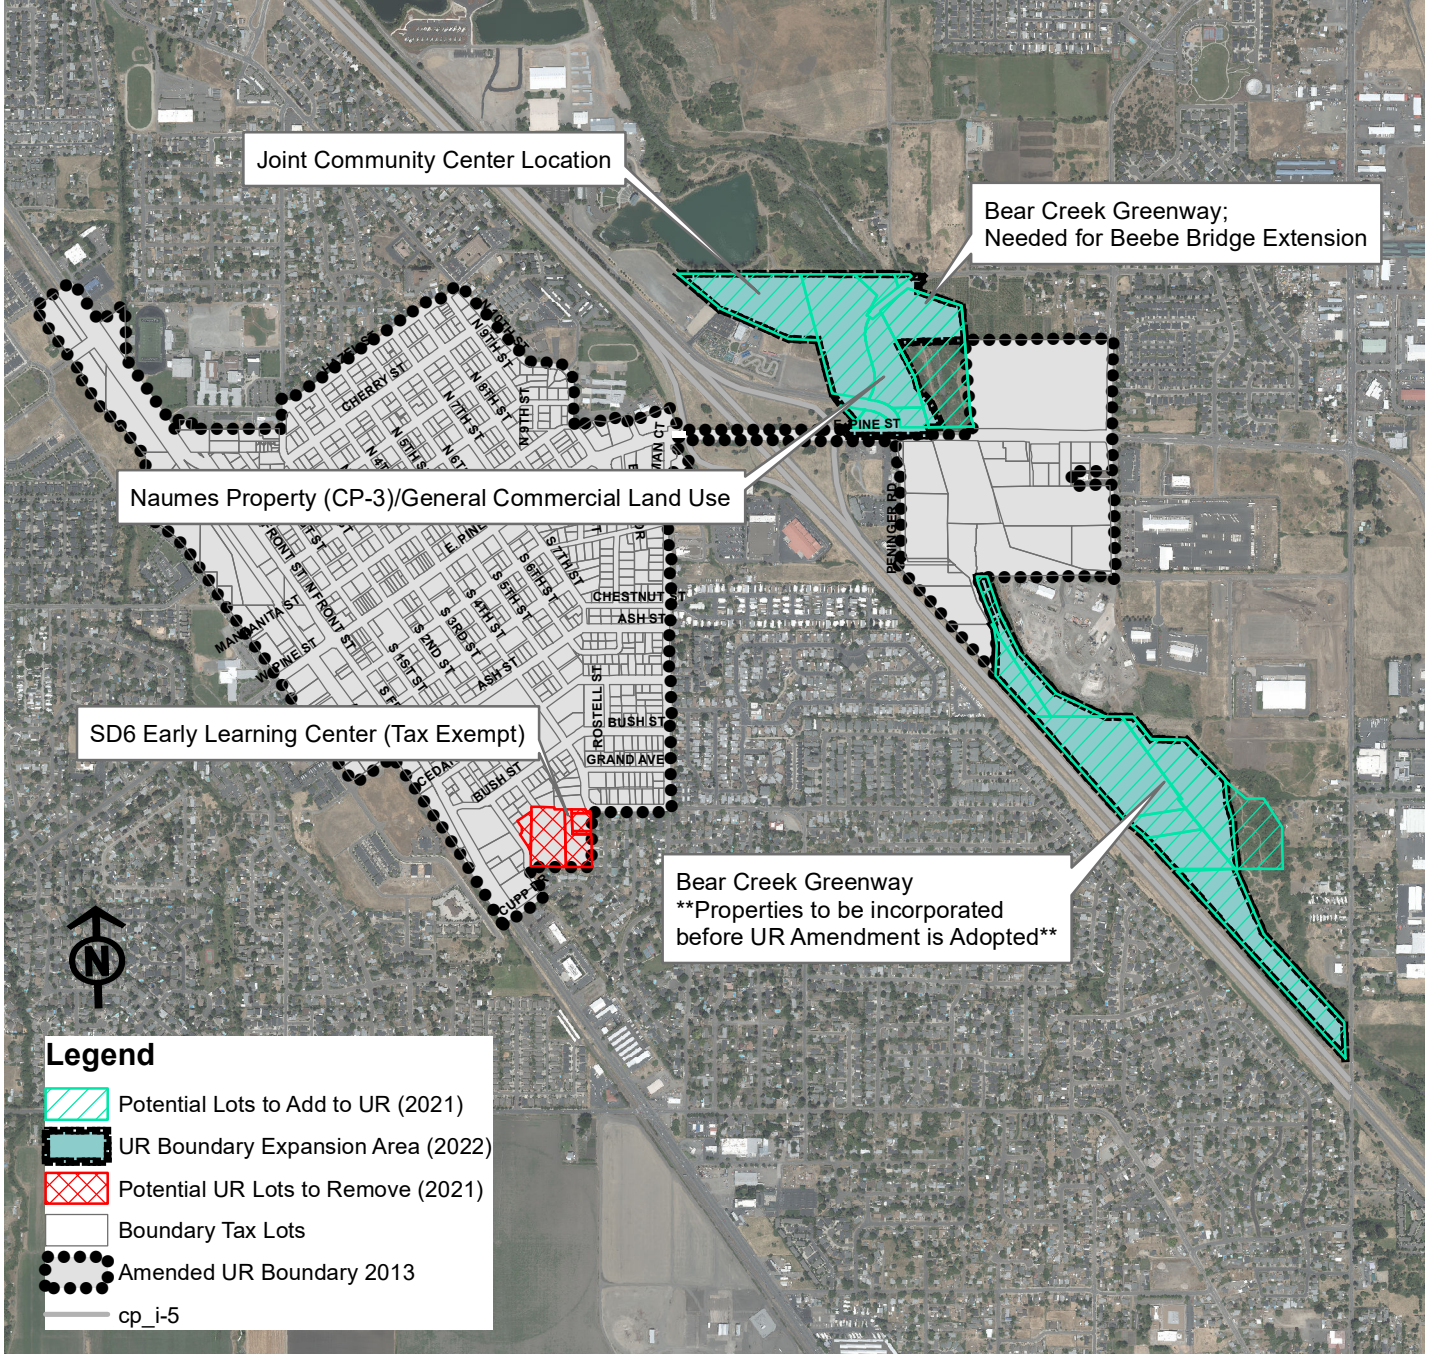 Joint Community Center Location
Bear Creek Greenway;
Needed for Beebe Bridge Extension
N 10TH ST
N 9TH ST
HAZEL ST
CHERRY ST
N 8TH ST
N 7TH ST
N 9TH ST
N 5TH ST
E. PINE ST
Naumes Property (CP-3)/General Commercial Land Use
PENINGER RD
E. PINE
S 7TH ST
S 6TH ST
S 5TH ST
S 4TH ST
S 3RD ST
S 2ND ST
S 1ST ST
N FRONT ST
MANZANITA ST
W. PINE ST
CHESTNUT ST
ASH ST
ASH ST
ROSTELL ST
BUSH ST
GRAND AVE
SD6 Early Learning Center (Tax Exempt)
BUSH ST
CUPP DR
Bear Creek Greenway
**Properties to be incorporated
before UR Amendment is Adopted**
N
Legend
Potential Lots to Add to UR (2021)
UR Boundary Expansion Area (2022)
Potential UR Lots to Remove (2021)
Boundary Tax Lots
Amended UR Boundary 2013
cp_i-5